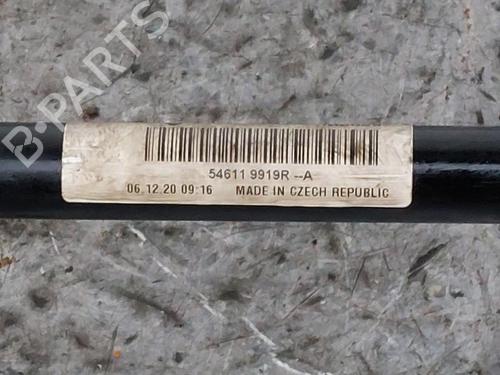 B-PARTS
54611 9919R --A
06.12.20 09:16 MADE IN CZECH REPUBLIC